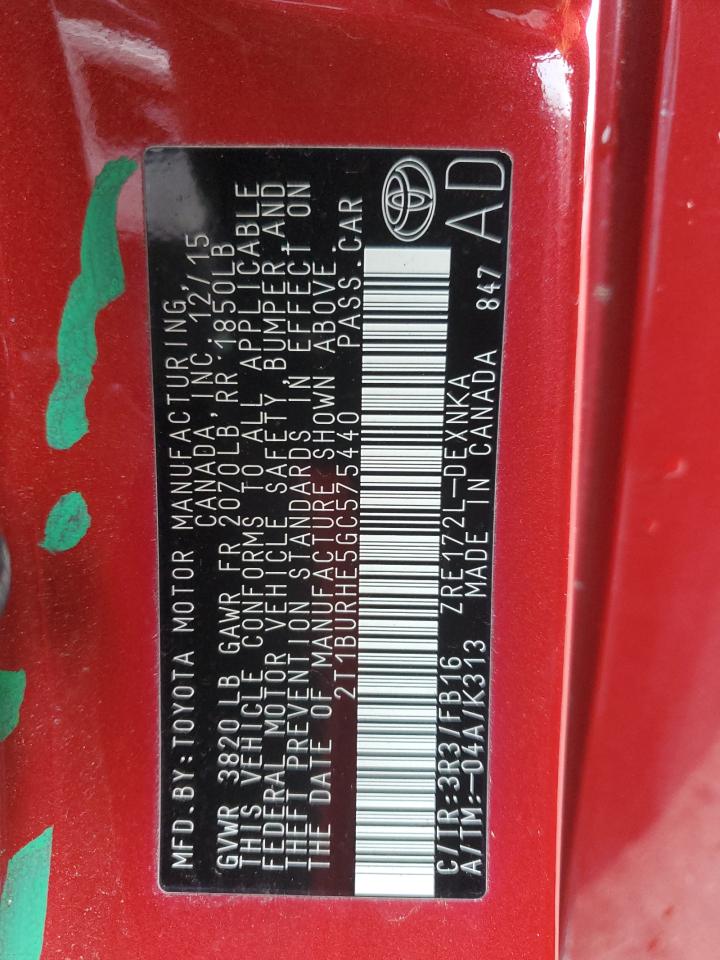 MFD.BY:TOYOTA MOTOR MANUFACTURING,
CANADA,INC. 12/15
GVWR 3820 LB GAWR FR 2070LB,RR 1850LB
THIS VEHICLE CONFORMS TO ALL APPLICABLE
FEDERAL MOTOR VEHICLE SAFETY,BUMPER,AND
THEFT PREVENTION STANDARDS IN EFFECT ON
THE DATE OF MANUFACTURE SHOWN ABOVE.
2T1BURHE5GC575440 PASS.CAR
C/TR:3R3/FB16 ZRE172L-DEXNKA
A/TM:-04A/K313 MADE IN CANADA 847
AD